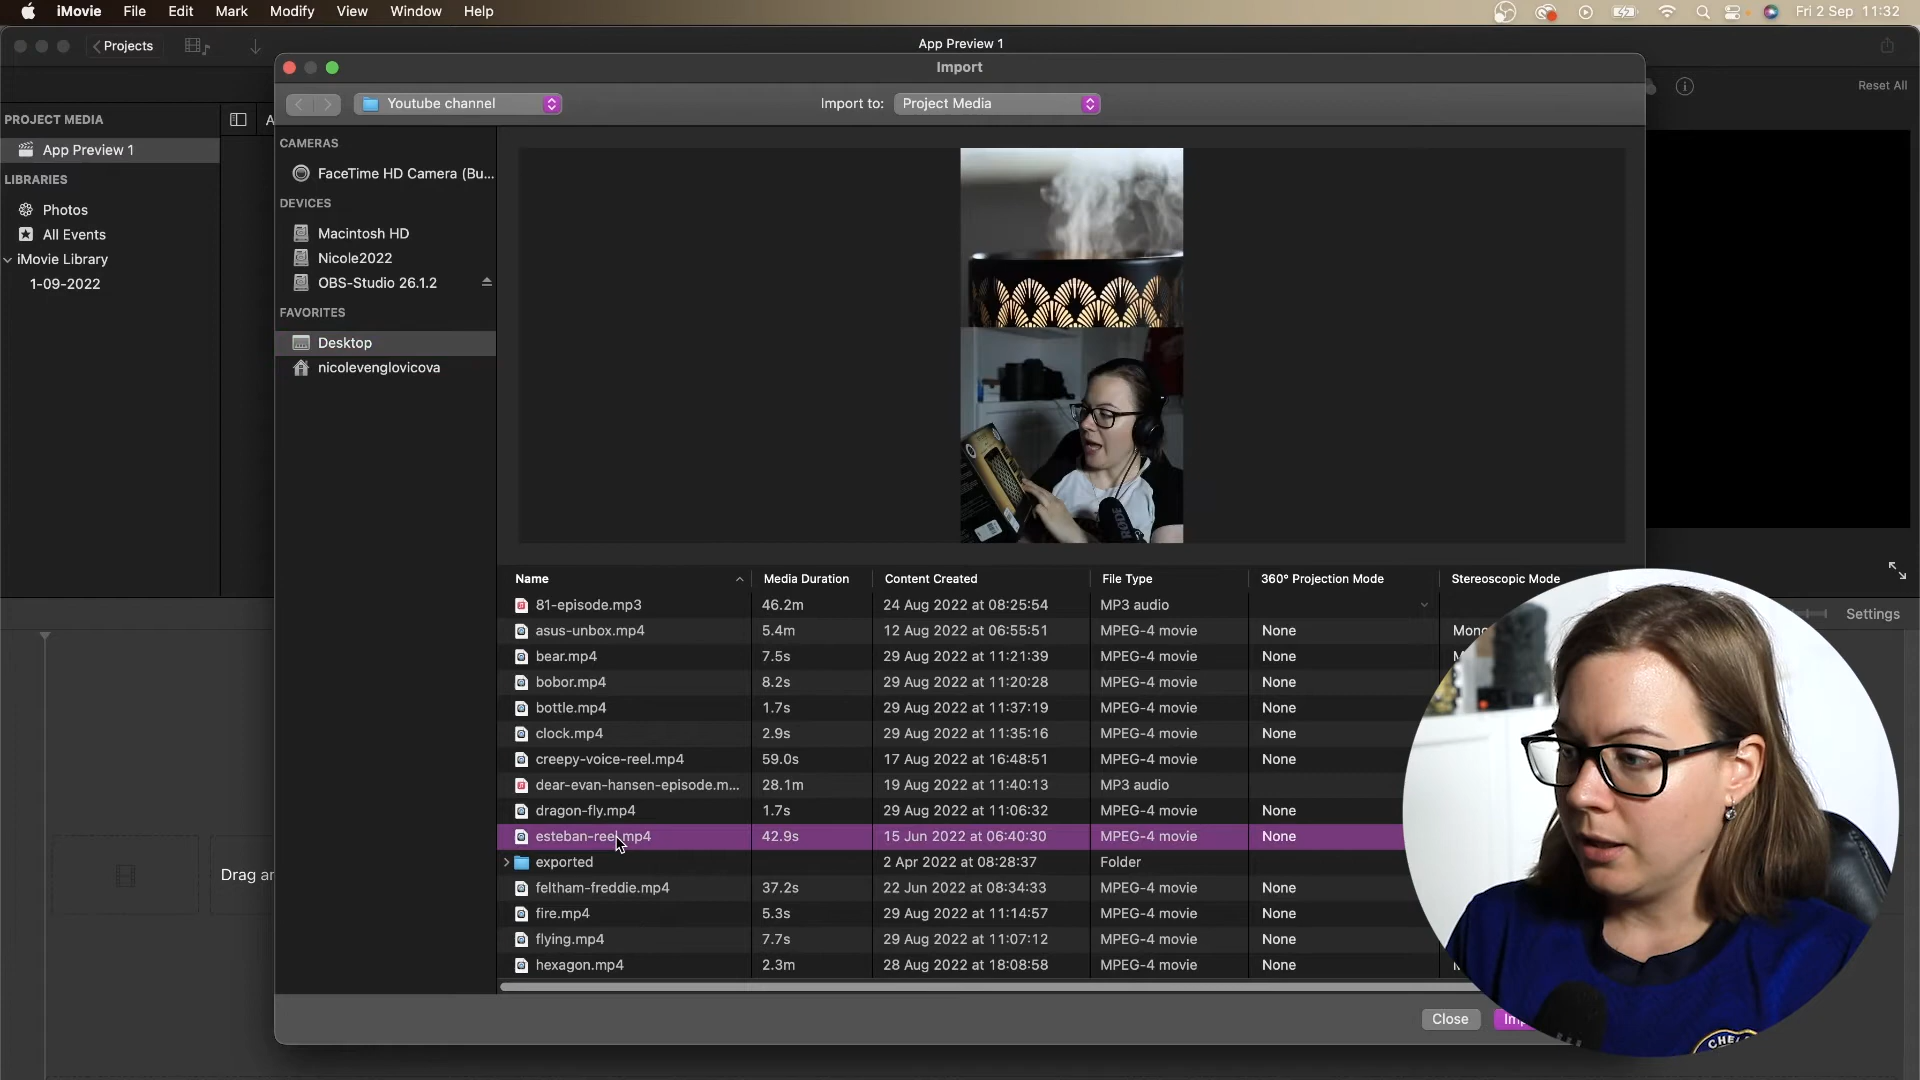 iMovie File Edit Mark Modify View Window Help Fri 2 Sep 11:32
Projects
App Preview 1
Import
Youtube channel
Import to: Project Media
Reset All
PROJECT MEDIA
App Preview 1
LIBRARIES
Photos
All Events
iMovie Library
1-09-2022
A
CAMERAS
FaceTime HD Camera (Bu...
DEVICES
Macintosh HD
Nicole2022
OBS-Studio 26.1.2
FAVORITES
Desktop
nicolevenglovicova
RODE
Name Media Duration Content Created File Type 360° Projection Mode Stereoscopic Mode
81-episode.mp3 46.2m 24 Aug 2022 at 08:25:54 MP3 audio
asus-unbox.mp4 5.4m 12 Aug 2022 at 06:55:51 MPEG-4 movie None Mono
bear.mp4 7.5s 29 Aug 2022 at 11:21:39 MPEG-4 movie None
bobor.mp4 8.2s 29 Aug 2022 at 11:20:28 MPEG-4 movie None
bottle.mp4 1.7s 29 Aug 2022 at 11:37:19 MPEG-4 movie None
clock.mp4 2.9s 29 Aug 2022 at 11:35:16 MPEG-4 movie None
creepy-voice-reel.mp4 59.0s 17 Aug 2022 at 16:48:51 MPEG-4 movie None
dear-evan-hansen-episode.m... 28.1m 19 Aug 2022 at 11:40:13 MP3 audio
dragon-fly.mp4 1.7s 29 Aug 2022 at 11:06:32 MPEG-4 movie None
esteban-reel.mp4 42.9s 15 Jun 2022 at 06:40:30 MPEG-4 movie None
exported 2 Apr 2022 at 08:28:37 Folder
feltham-freddie.mp4 37.2s 22 Jun 2022 at 08:34:33 MPEG-4 movie None
fire.mp4 5.3s 29 Aug 2022 at 11:14:57 MPEG-4 movie None
flying.mp4 7.7s 29 Aug 2022 at 11:07:12 MPEG-4 movie None
hexagon.mp4 2.3m 28 Aug 2022 at 18:08:58 MPEG-4 movie None
Settings
Drag an
Close
Imp
CHEL